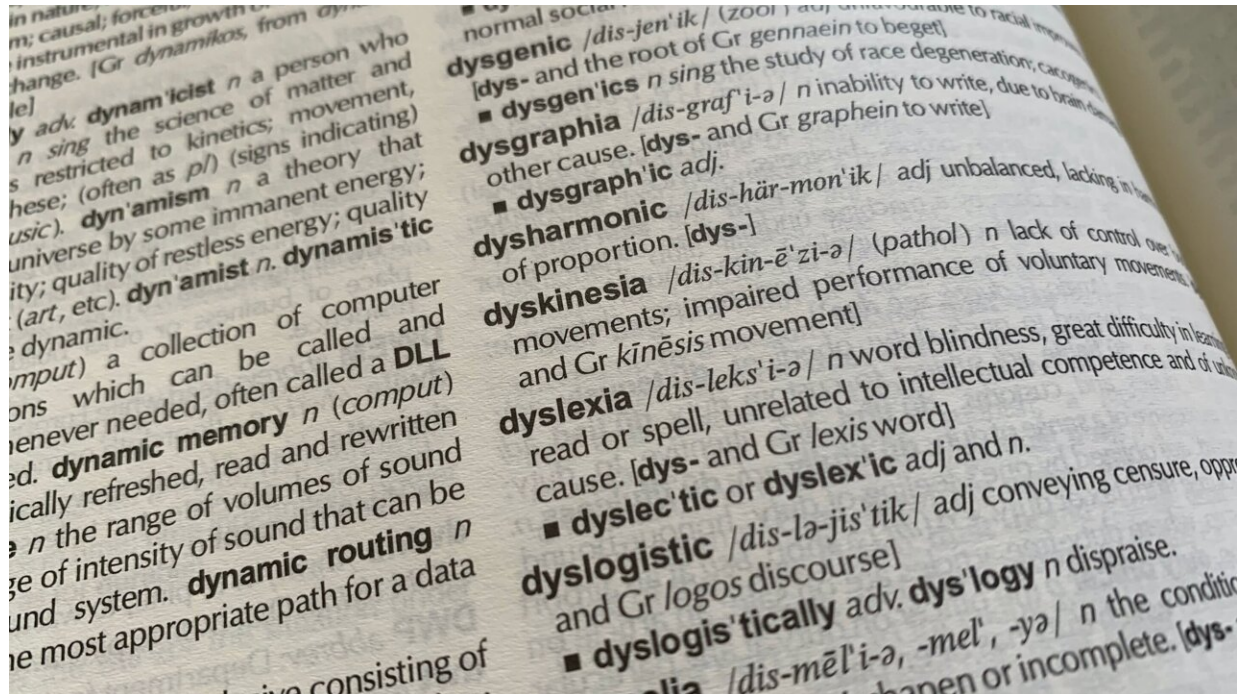 in nature,
m; causal; forceful
instrumental in growth
change. [Gr dynamikos, from
le]
y adv. dynam'icist n a person who
n sing the science of matter and
s restricted to kinetics; movement,
hese; (often as pl) (signs indicating)
usic). dyn'amism n a theory that
universe by some immanent energy;
ity; quality of restless energy; quality
(art, etc). dyn'amist n. dynamis'tic
dynamic.
omput) a collection of computer
ons which can be called and
henever needed, often called a DLL
ed. dynamic memory n (comput)
ically refreshed, read and rewritten
e n the range of volumes of sound
ge of intensity of sound that can be
und system. dynamic routing n
he most appropriate path for a data
consisting of
normal social
dysgenic /dis-jen'ik/ (zool) adj unfavourable to racial
[dys- and the root of Gr gennaein to beget]
▪ dysgen'ics n sing the study of race degeneration;
dysgraphia /dis-graf'i-ə/ n inability to write, due to brain
other cause. [dys- and Gr graphein to write]
▪ dysgraph'ic adj.
dysharmonic /dis-här-mon'ik/ adj unbalanced, lacking in
of proportion. [dys-]
dyskinesia /dis-kin-ē'zi-ə/ (pathol) n lack of control over
movements; impaired performance of voluntary movements
and Gr kīnēsis movement]
dyslexia /dis-leks'i-ə/ n word blindness, great difficulty in
read or spell, unrelated to intellectual competence and of
cause. [dys- and Gr lexis word]
▪ dyslec'tic or dyslex'ic adj and n.
dyslogistic /dis-lə-jis'tik/ adj conveying censure,
and Gr logos discourse]
▪ dyslogis'tically adv. dys'logy n dispraise.
/dis-mēl'i-ə, -mel', -yə/ n the
or incomplete. [dys-